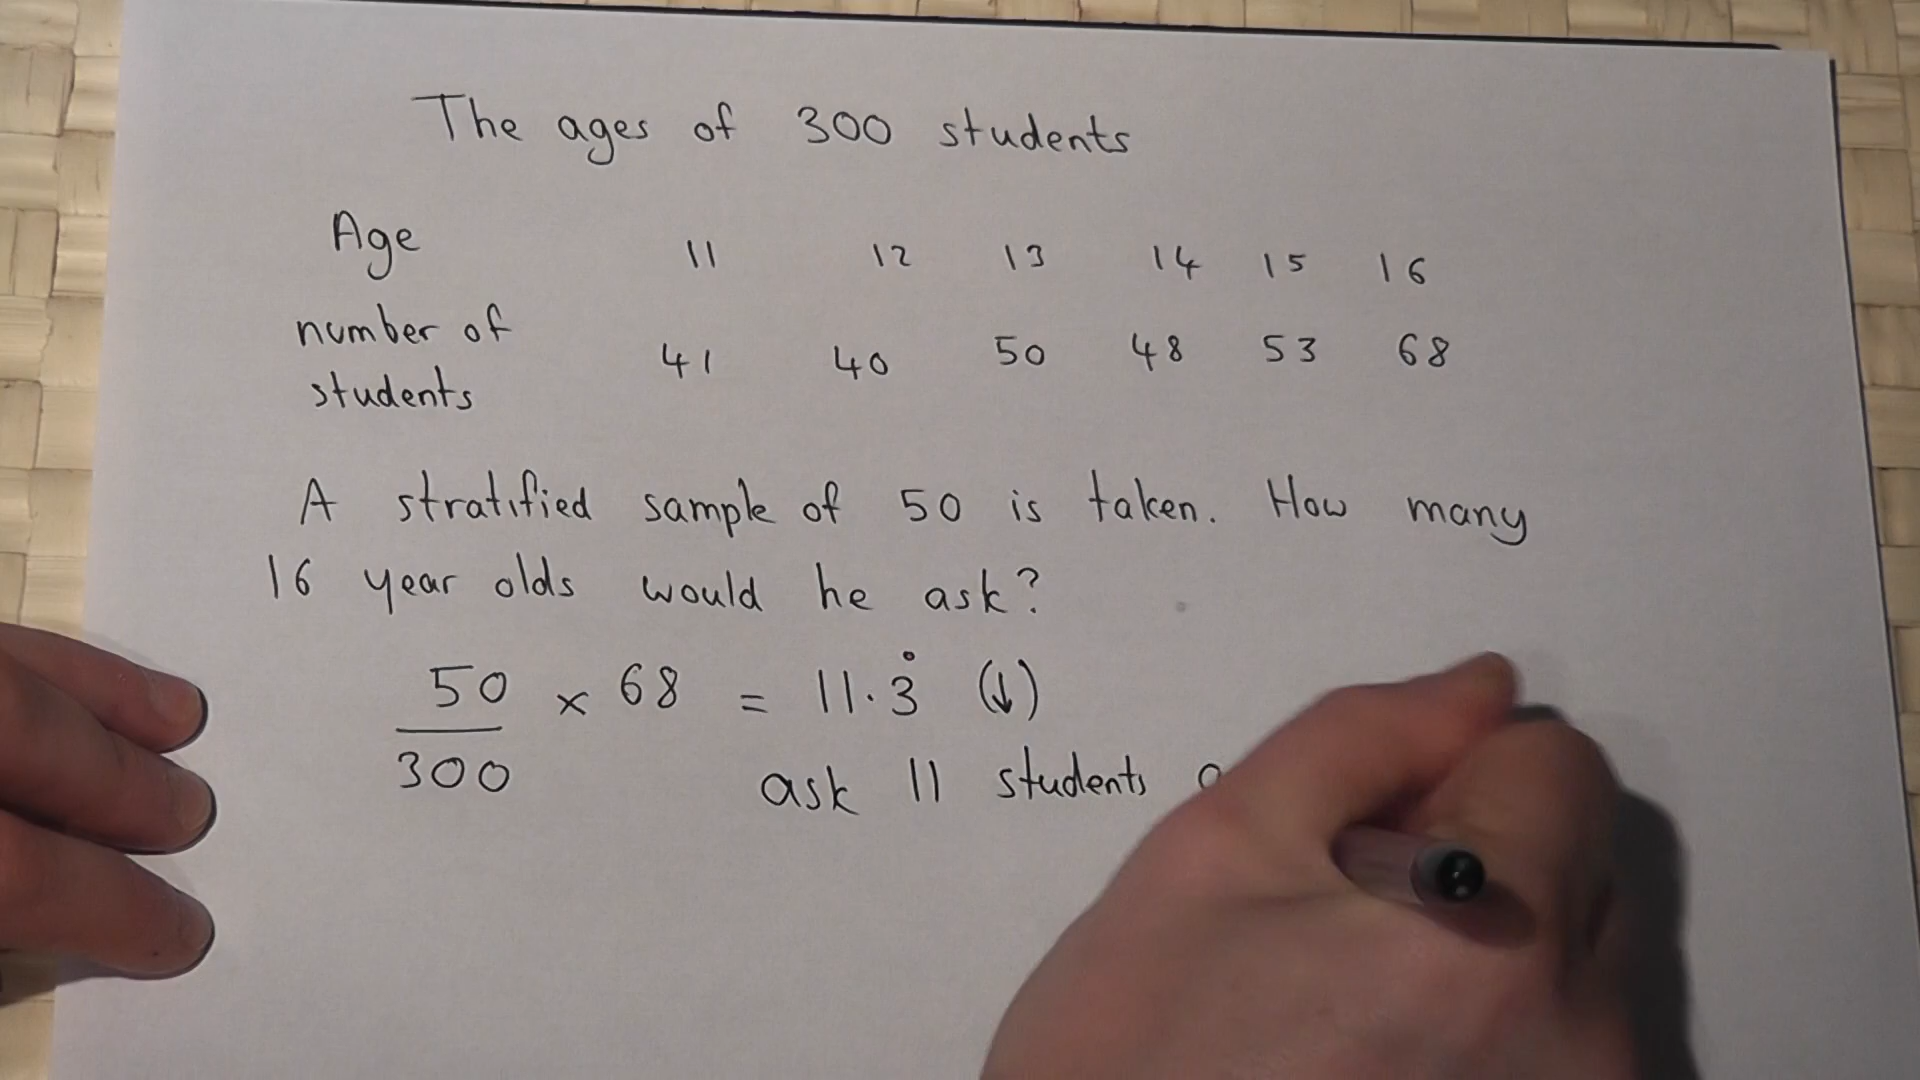 The ages of 300 students
Age 11 12 13 14 15 16
number of
students 41 40 50 48 53 68
A stratified sample of 50 is taken. How many
16 year olds would he ask?
50/300 × 68 = 11.3̇ (↓)
ask 11 students